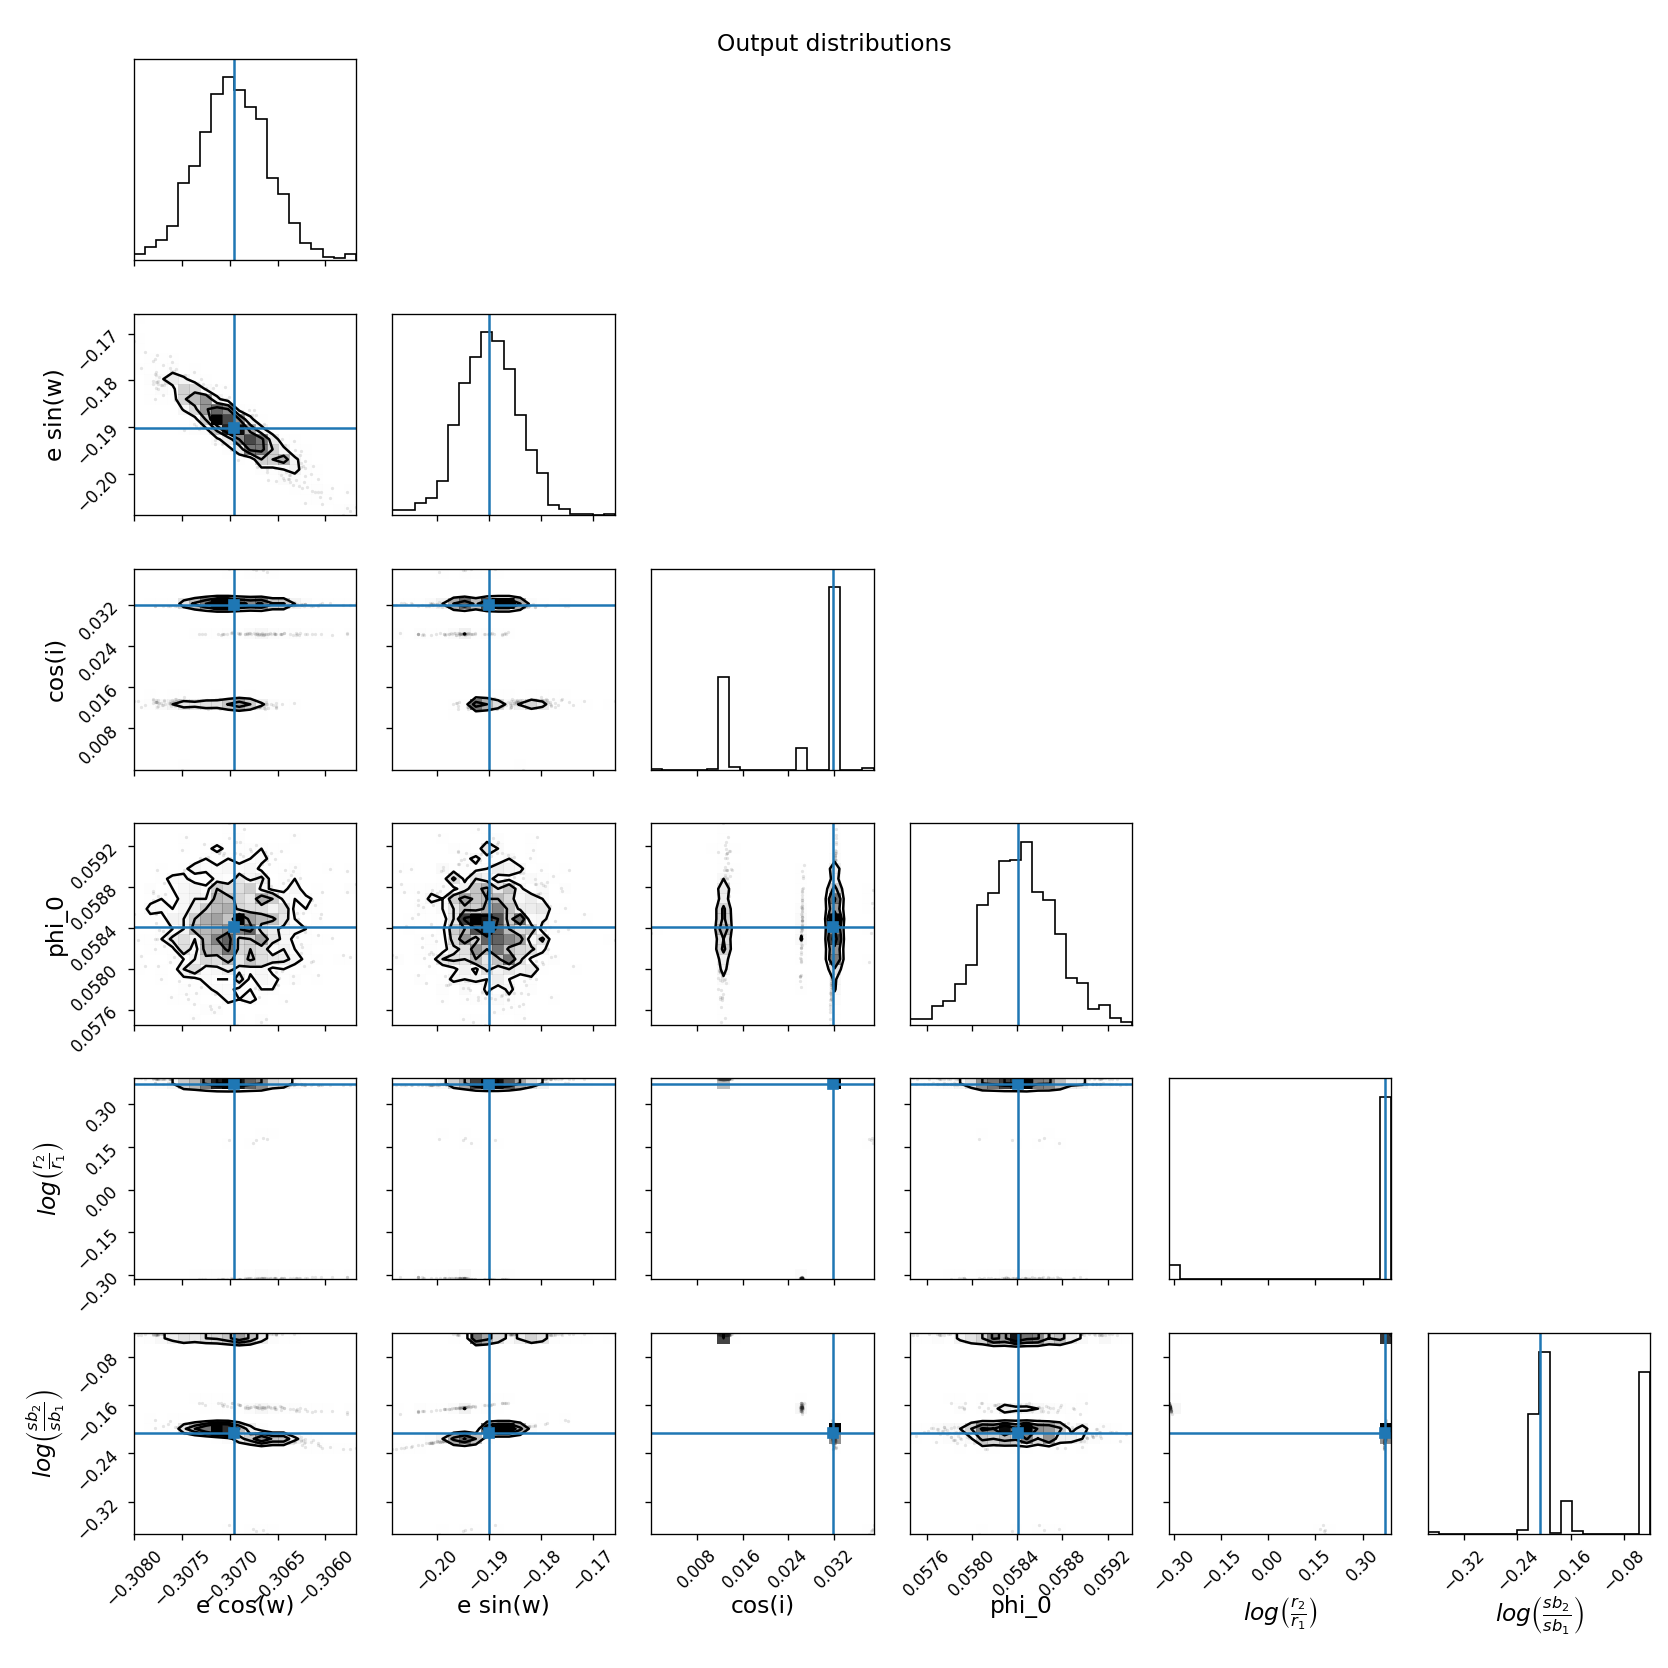 Output distributions
e sin(w)
−0.17
−0.18
−0.19
−0.20
cos(i)
0.032
0.024
0.016
0.008
phi_0
0.0592
0.0588
0.0584
0.0580
0.0576
log(r2/r1)
0.30
0.15
0.00
−0.15
−0.30
log(sb2/sb1)
−0.08
−0.16
−0.24
−0.32
−0.3080 −0.3075 −0.3070 −0.3065 −0.3060
e cos(w)
−0.20 −0.19 −0.18 −0.17
e sin(w)
0.008 0.016 0.024 0.032
cos(i)
0.0576 0.0580 0.0584 0.0588 0.0592
phi_0
−0.30 −0.15 0.00 0.15 0.30
log(r2/r1)
−0.32 −0.24 −0.16 −0.08
log(sb2/sb1)